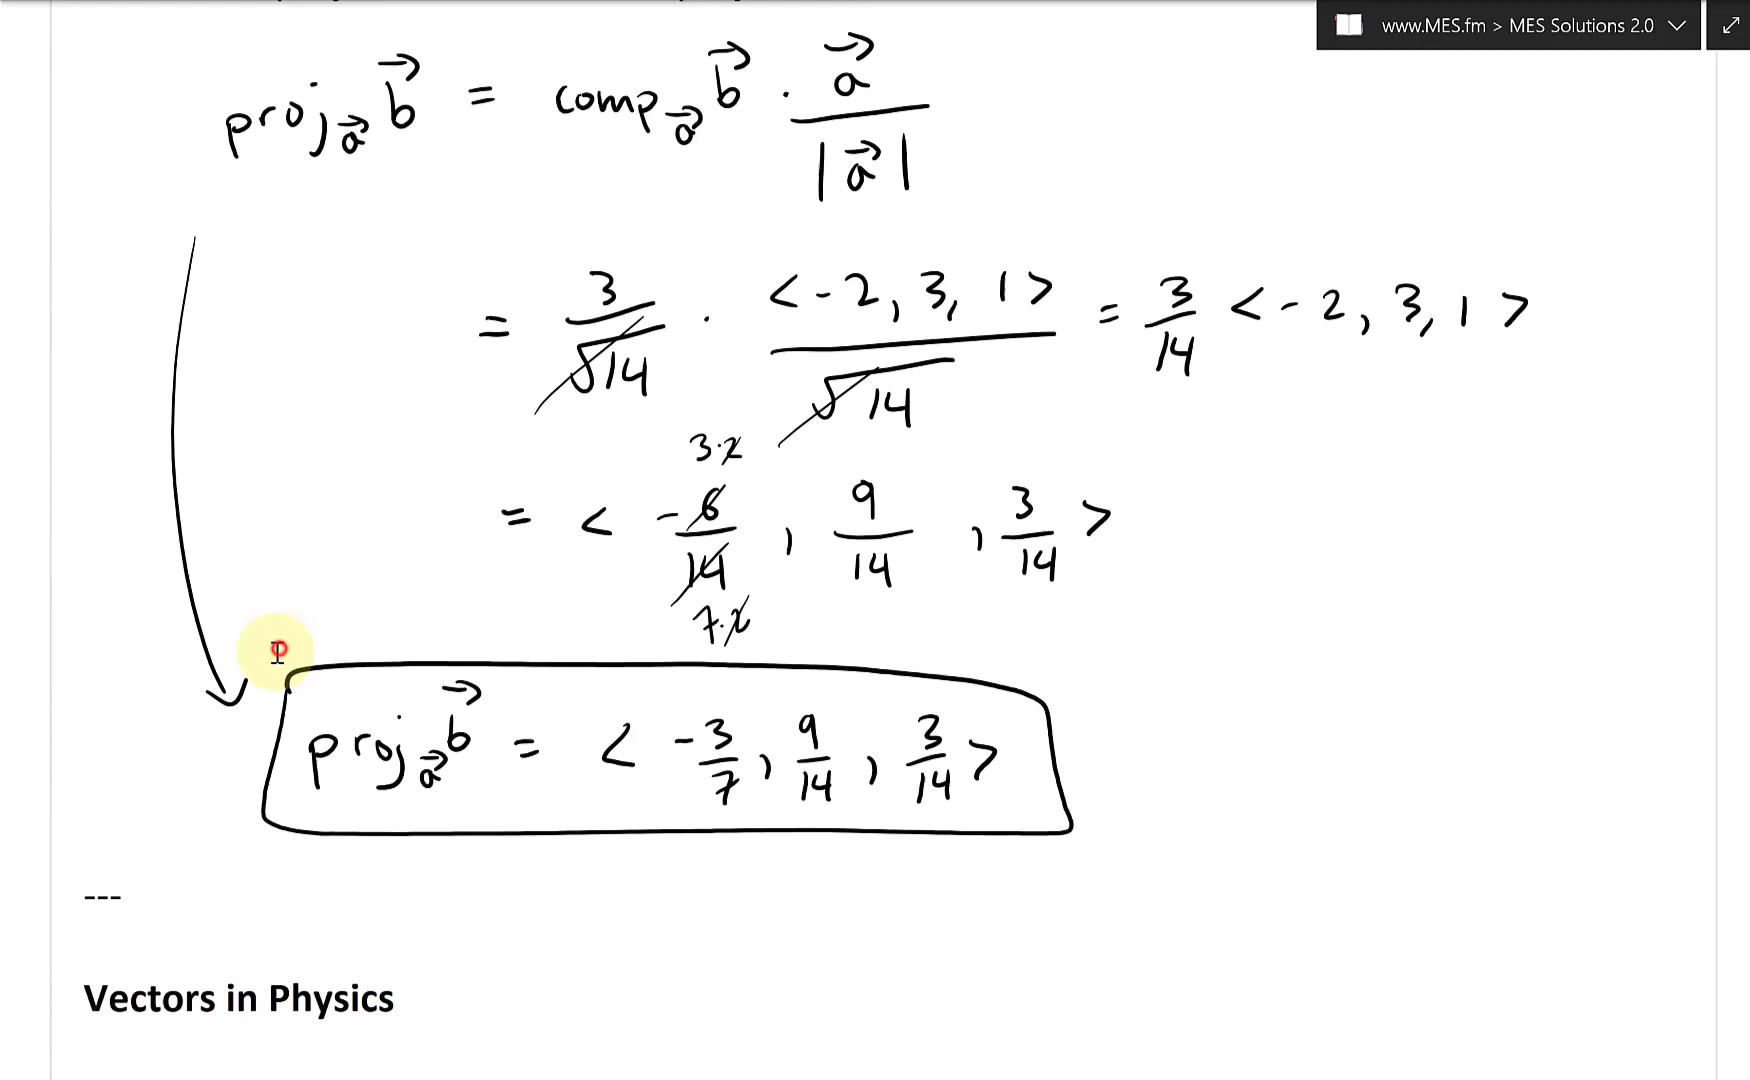 www.MES.fm > MES Solutions 2.0
proj_a⃗ b⃗ = comp_a⃗ b⃗ · a⃗ / |a⃗|
= 3/√14 · <-2, 3, 1>/√14 = 3/14 <-2, 3, 1>
3·2
= < -6/14 , 9/14 , 3/14 >
7·2
proj_a⃗ b⃗ = < -3/7 , 9/14 , 3/14 >
---
Vectors in Physics